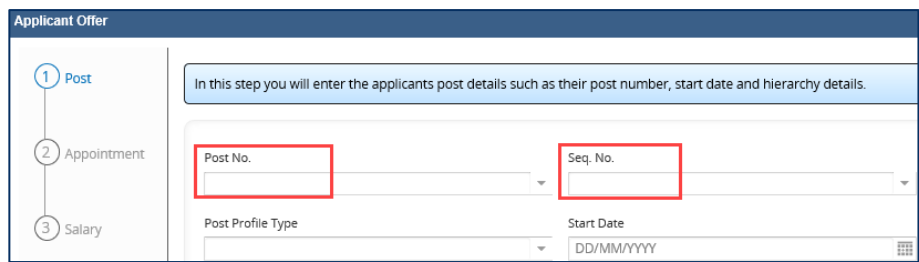 Applicant Offer
1 Post
In this step you will enter the applicants post details such as their post number, start date and hierarchy details.
2 Appointment
Post No.
Seq. No.
3 Salary
Post Profile Type
Start Date
DD/MM/YYYY